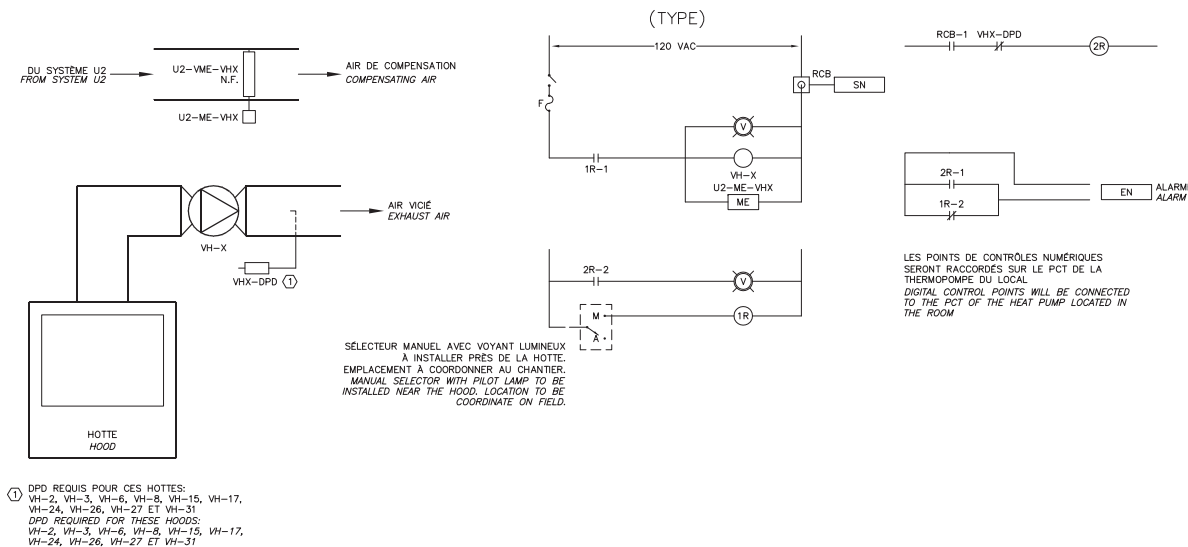 (TYPE)
120 VAC
RCB-1
VHX-DPD
2R
DU SYSTÈME U2
FROM SYSTEM U2
U2-VME-VHX
N.F.
AIR DE COMPENSATION
COMPENSATING AIR
U2-ME-VHX
F
RCB
SN
V
1R-1
VH-X
U2-ME-VHX
ME
2R-1
1R-2
EN
ALARM
ALARM
AIR VICIÉ
EXHAUST AIR
VH-X
VHX-DPD
1
2R-2
V
M
1R
A
LES POINTS DE CONTRÔLES NUMÉRIQUES
SERONT RACCORDÉS SUR LE PCT DE LA
THERMOPOMPE DU LOCAL
DIGITAL CONTROL POINTS WILL BE CONNECTED
TO THE PCT OF THE HEAT PUMP LOCATED IN
THE ROOM
SÉLECTEUR MANUEL AVEC VOYANT LUMINEUX
À INSTALLER PRÈS DE LA HOTTE.
EMPLACEMENT À COORDONNER AU CHANTIER.
MANUAL SELECTOR WITH PILOT LAMP TO BE
INSTALLED NEAR THE HOOD. LOCATION TO BE
COORDINATE ON FIELD.
HOTTE
HOOD
1
DPD REQUIS POUR CES HOTTES:
VH-2, VH-3, VH-6, VH-8, VH-15, VH-17,
VH-24, VH-26, VH-27 ET VH-31
DPD REQUIRED FOR THESE HOODS:
VH-2, VH-3, VH-6, VH-8, VH-15, VH-17,
VH-24, VH-26, VH-27 ET VH-31